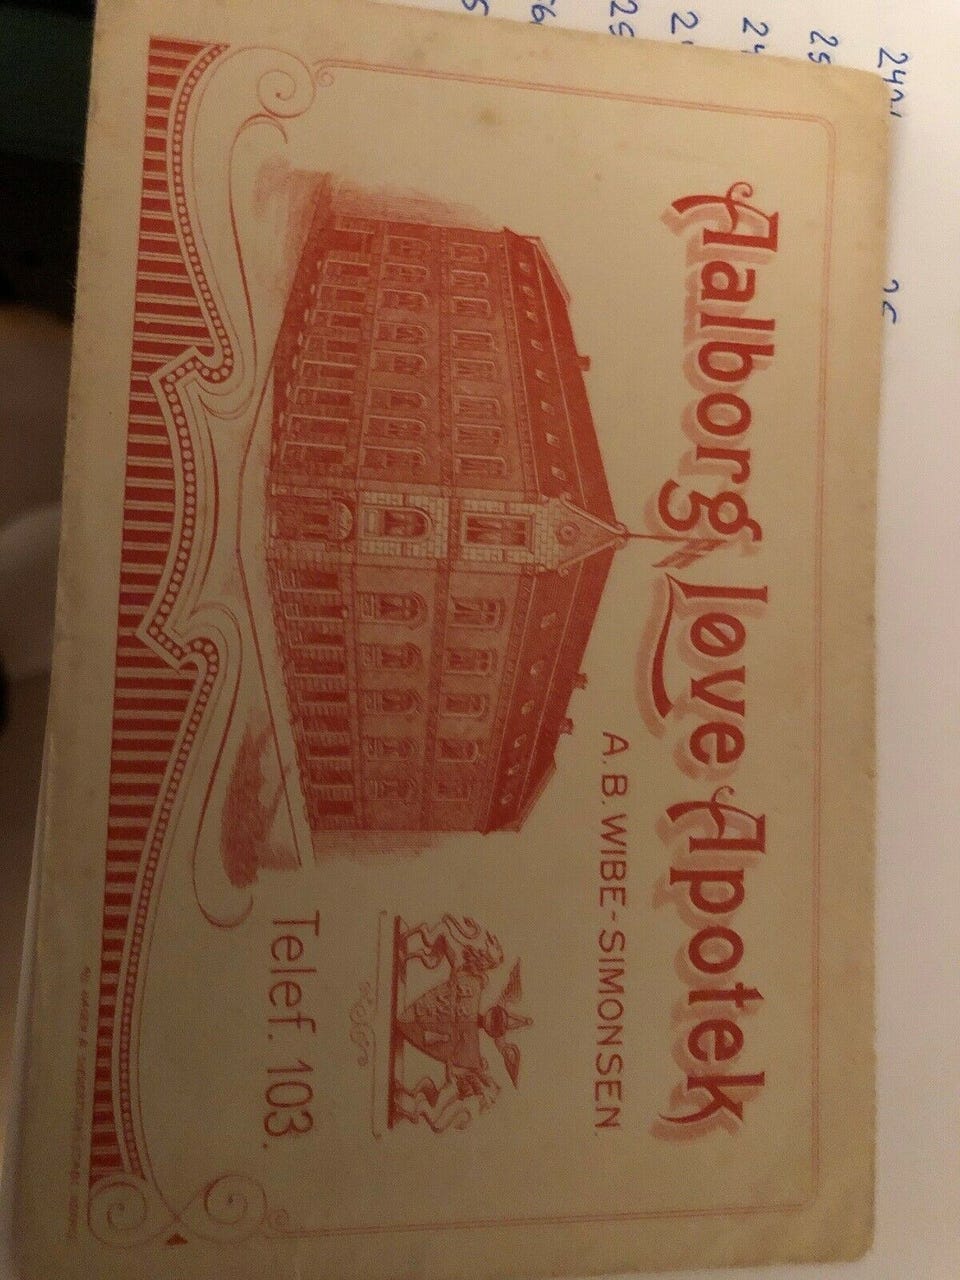 Aalborg Løve Apotek
A. B. WIBE-SIMONSEN.
Telef. 103.